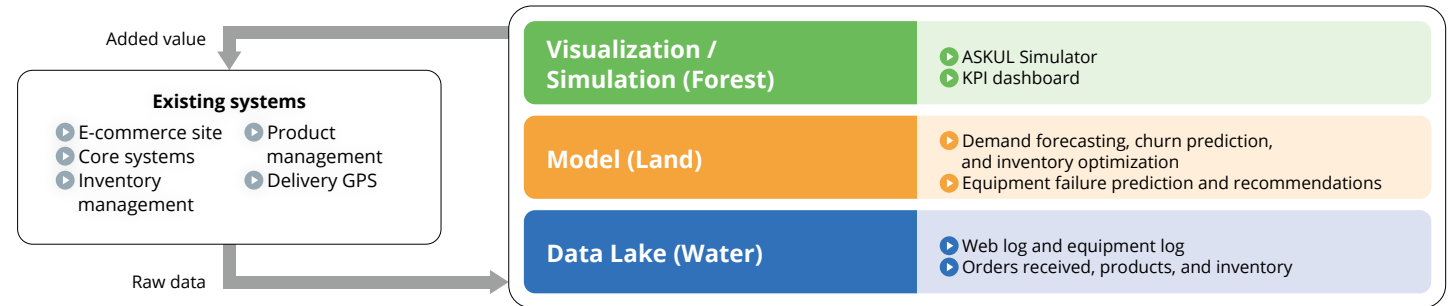 Added value
Existing systems
E-commerce site
Core systems
Inventory
management
Product
management
Delivery GPS
Raw data
Visualization /
Simulation (Forest)
ASKUL Simulator
KPI dashboard
Model (Land)
Demand forecasting, churn prediction,
and inventory optimization
Equipment failure prediction and recommendations
Data Lake (Water)
Web log and equipment log
Orders received, products, and inventory